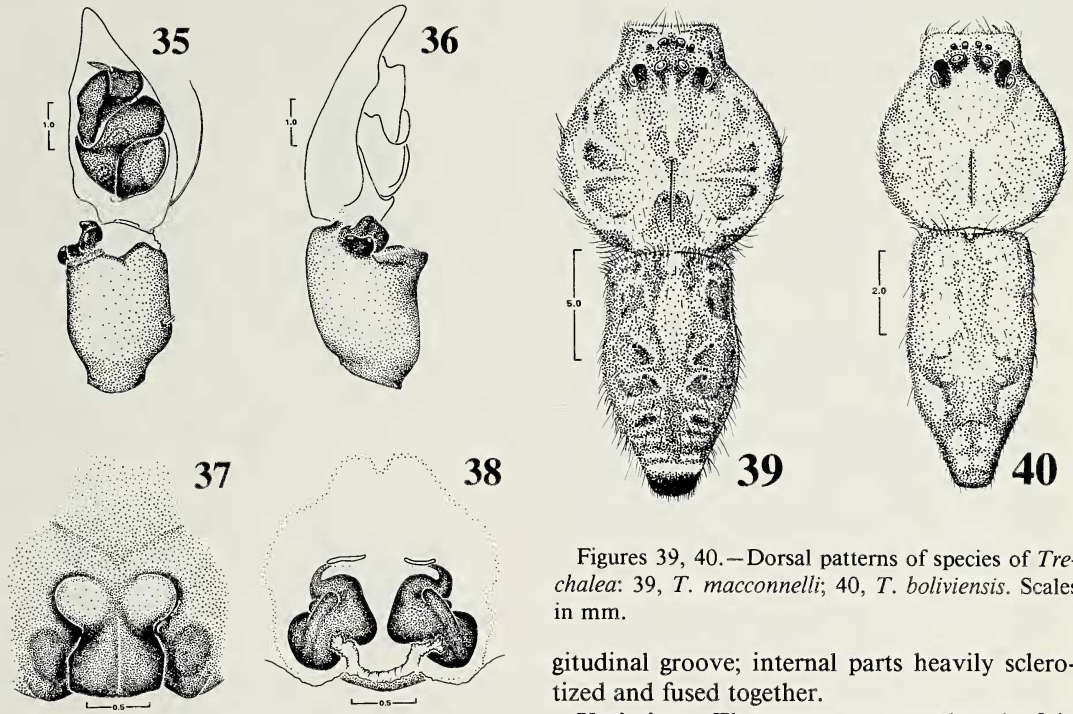 35
36
1.0
1.0
37
38
0.5
0.5
39
40
5.0
2.0
Figures 39, 40.—Dorsal patterns of species of Tre-
chalea: 39, T. macconnelli; 40, T. boliviensis. Scales
in mm.
gitudinal groove; internal parts heavily sclero-
tized and fused together.